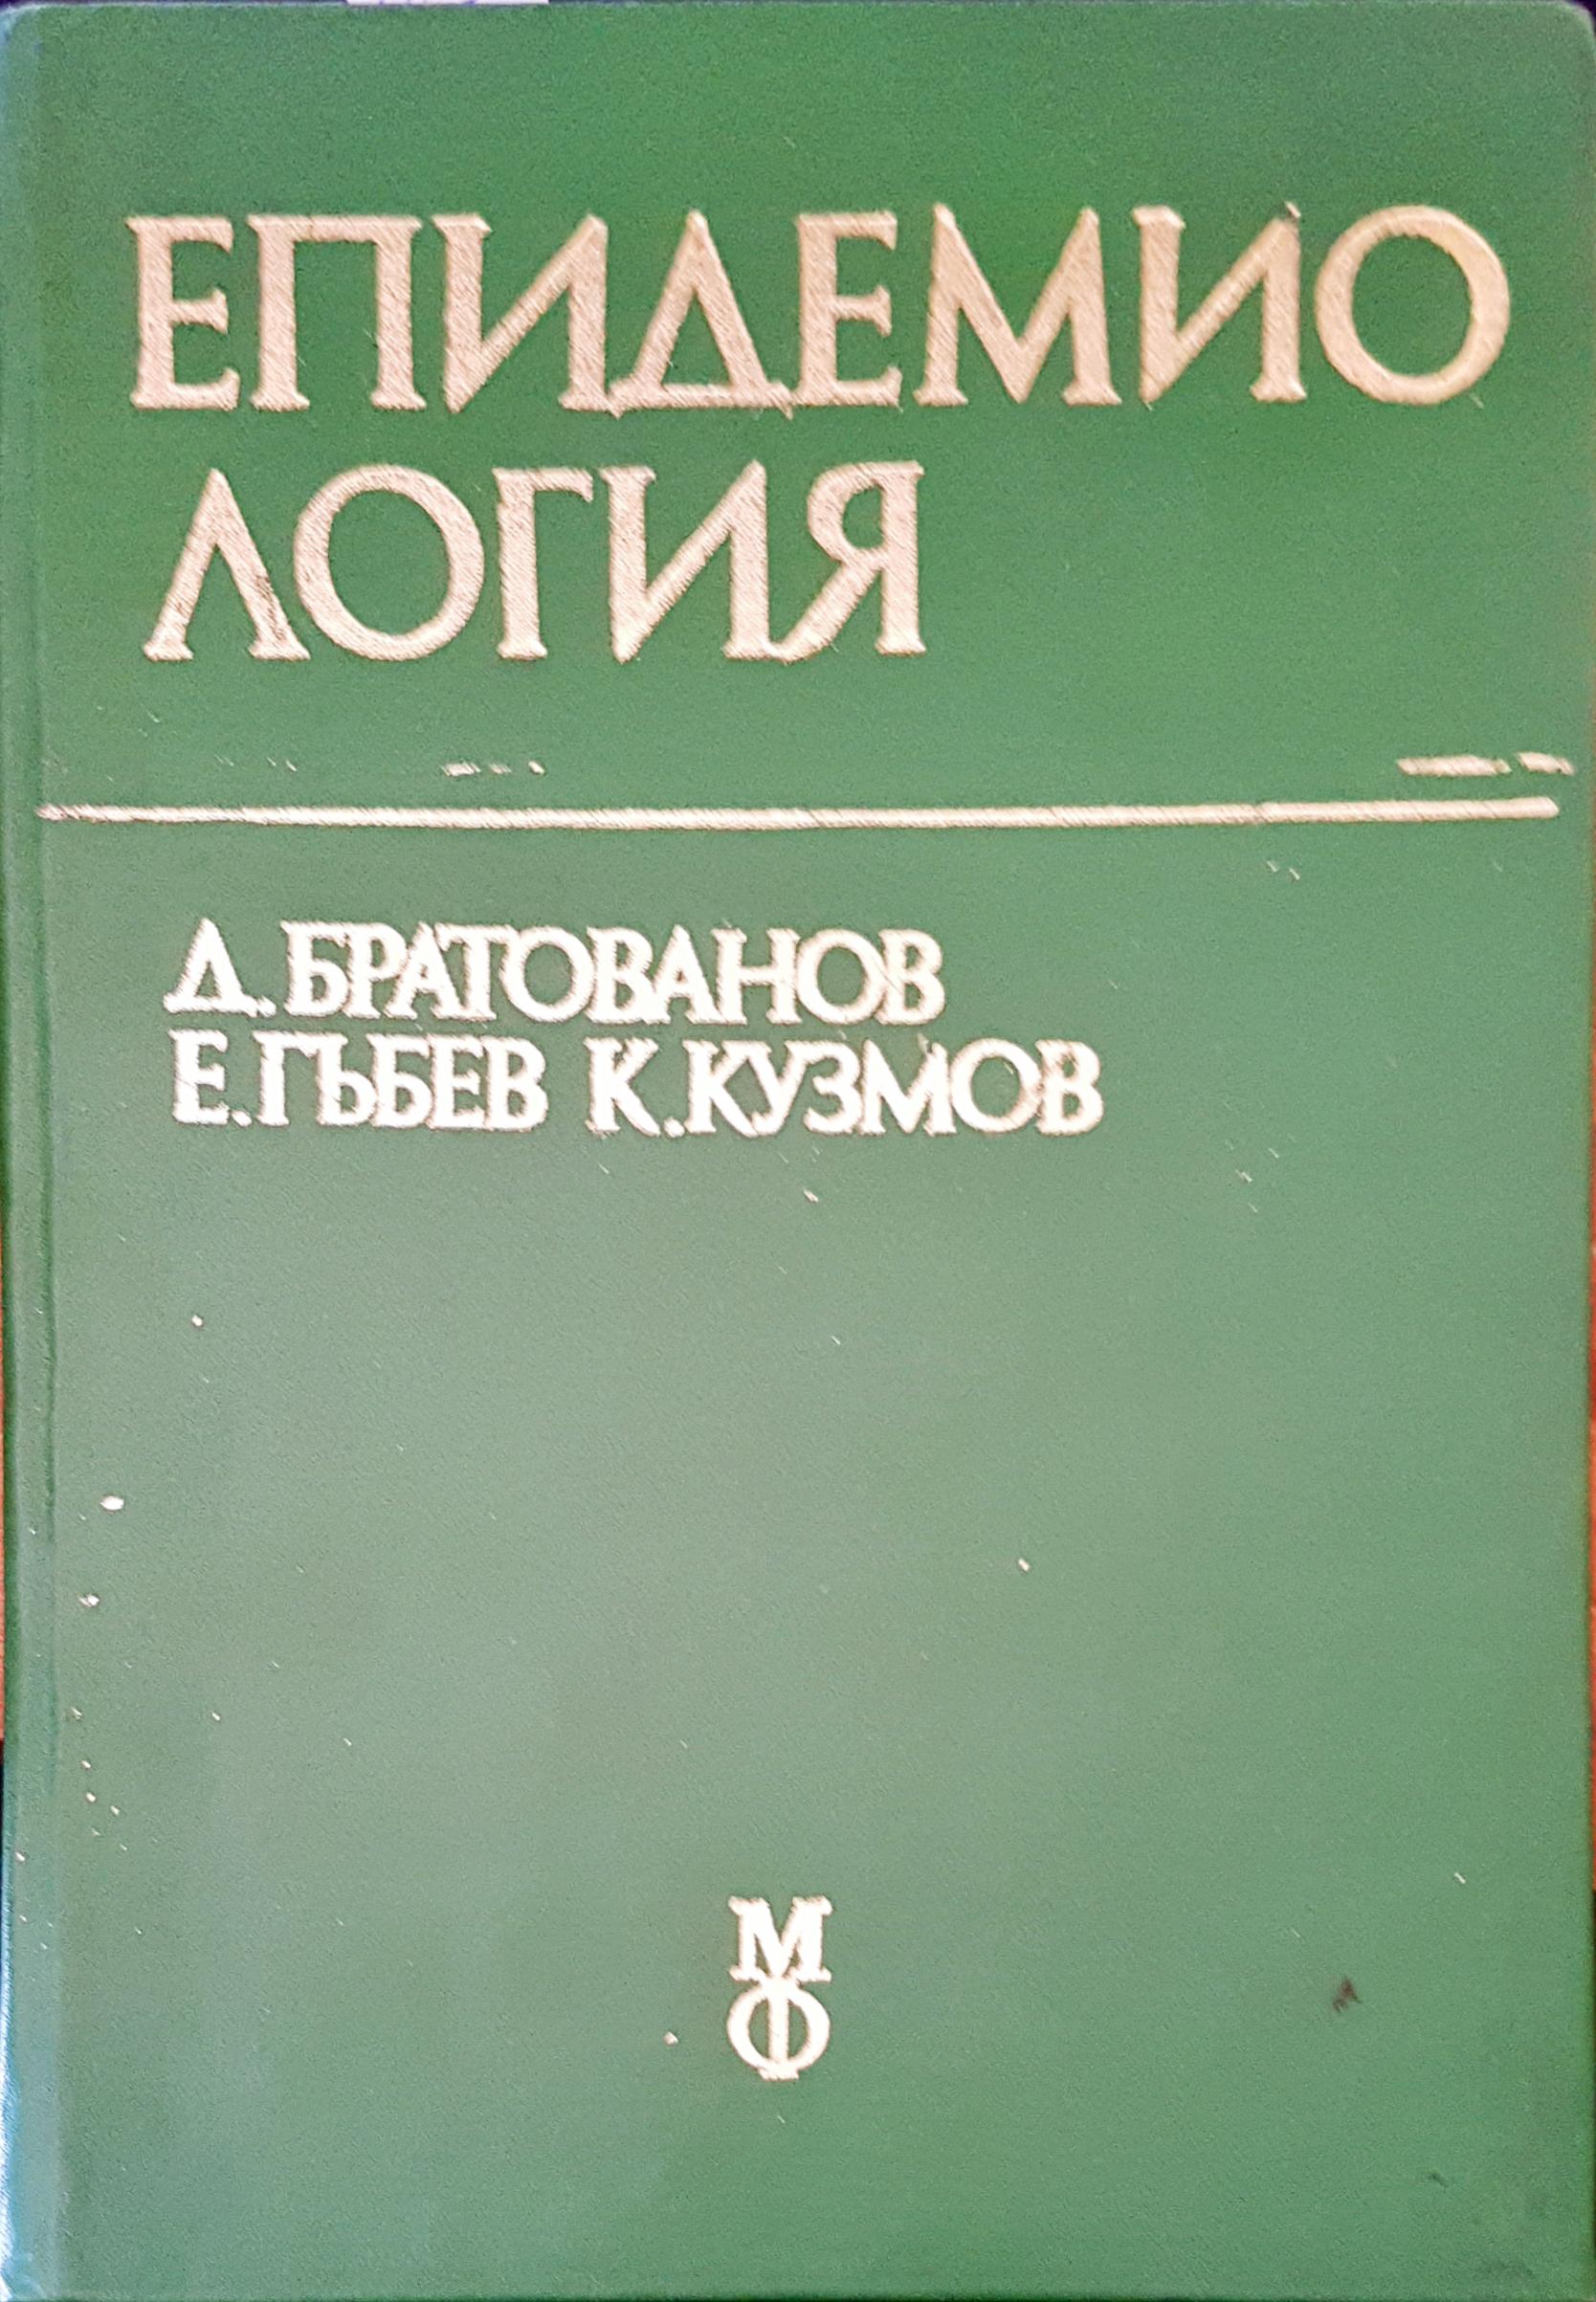 ЕПИДЕМИО
ЛОГИЯ
Д. БРАТОВАНОВ
Е. ГЪБЕВ К. КУЗМОВ
М
Ф